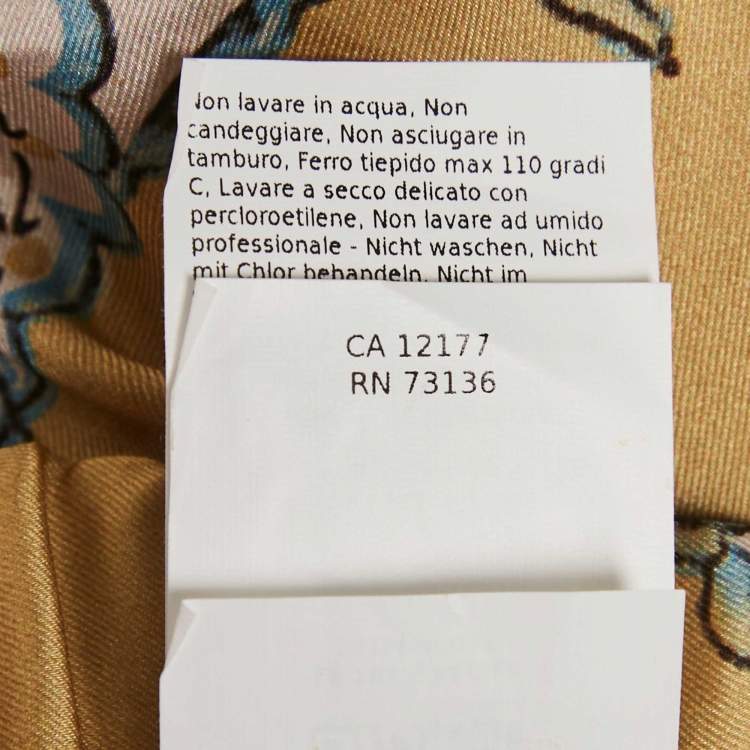 Non lavare in acqua, Non
candeggiare, Non asciugare in
tamburo, Ferro tiepido max 110 gradi
C, Lavare a secco delicato con
percloroetilene, Non lavare ad umido
professionale - Nicht waschen, Nicht
mit Chlor behandeln, Nicht im
CA 12177
RN 73136